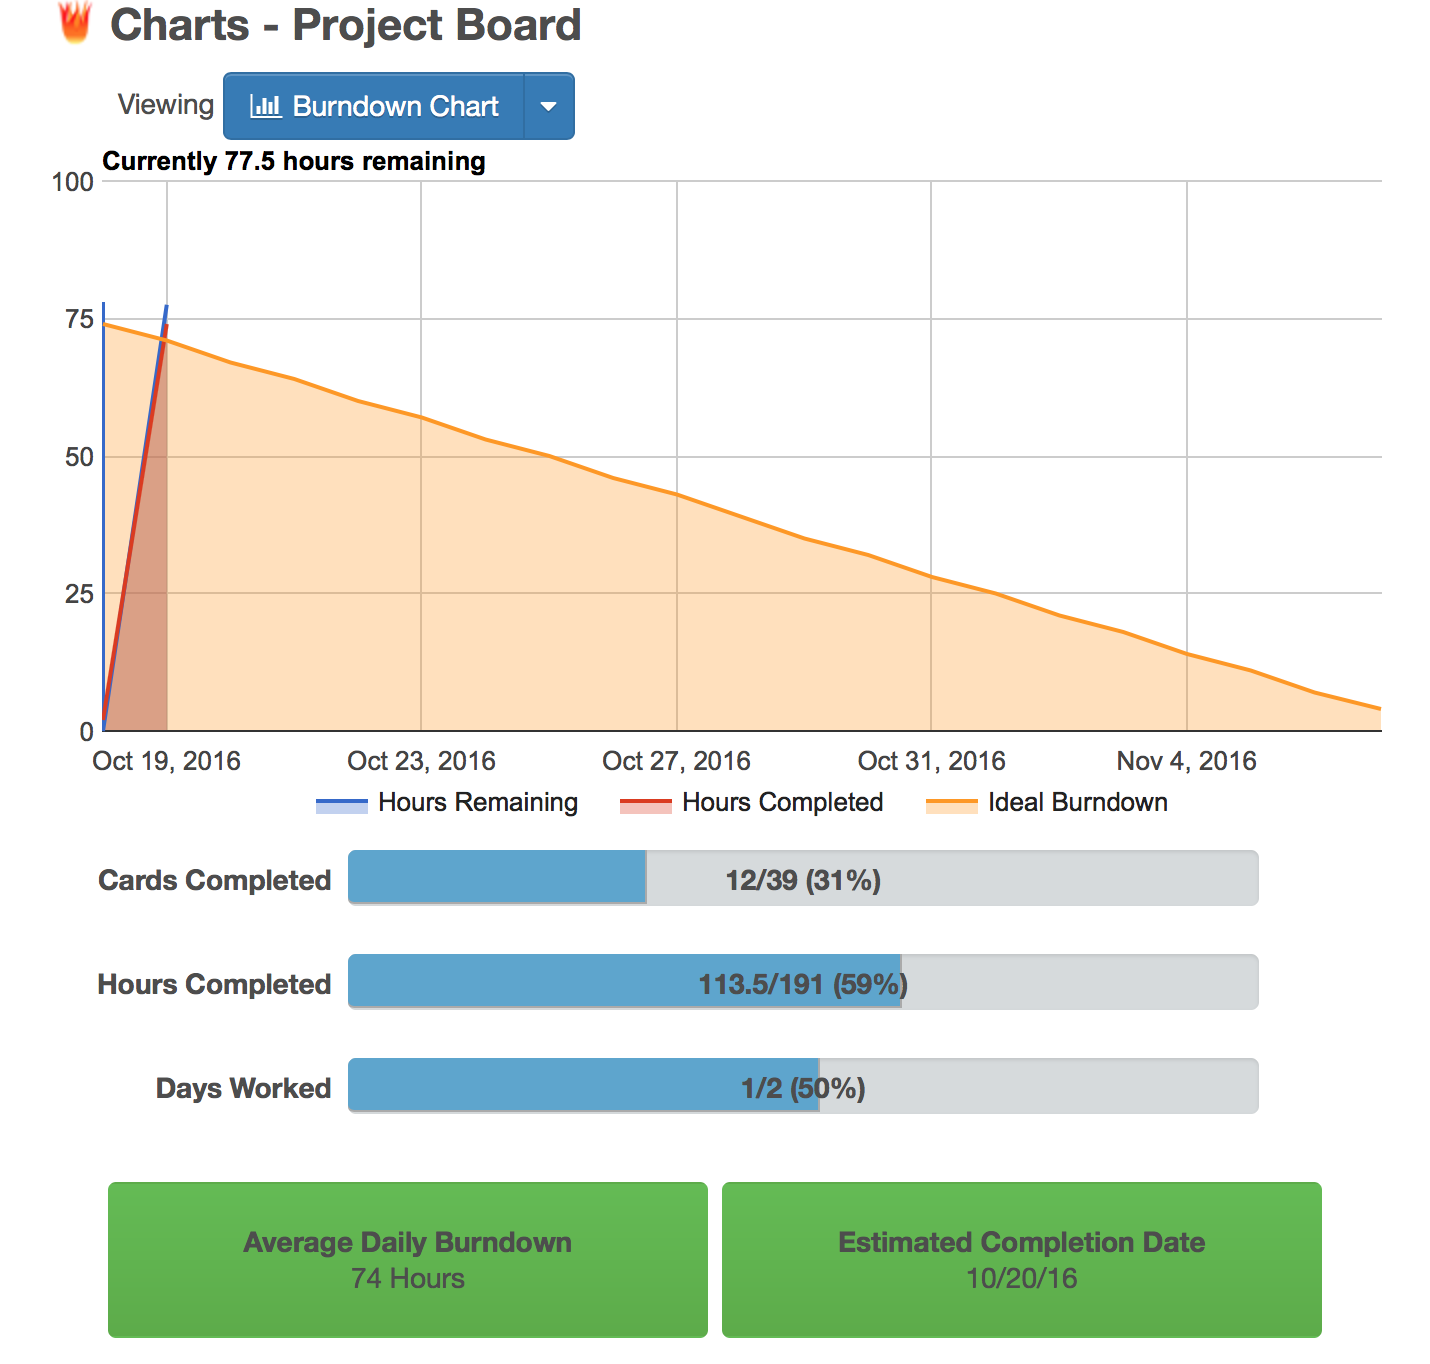 Charts - Project Board
Viewing Burndown Chart
Currently 77.5 hours remaining
100
75
50
25
0
Oct 19, 2016 Oct 23, 2016 Oct 27, 2016 Oct 31, 2016 Nov 4, 2016
Hours Remaining Hours Completed Ideal Burndown
Cards Completed 12/39 (31%)
Hours Completed 113.5/191 (59%)
Days Worked 1/2 (50%)
Average Daily Burndown Estimated Completion Date
74 Hours 10/20/16